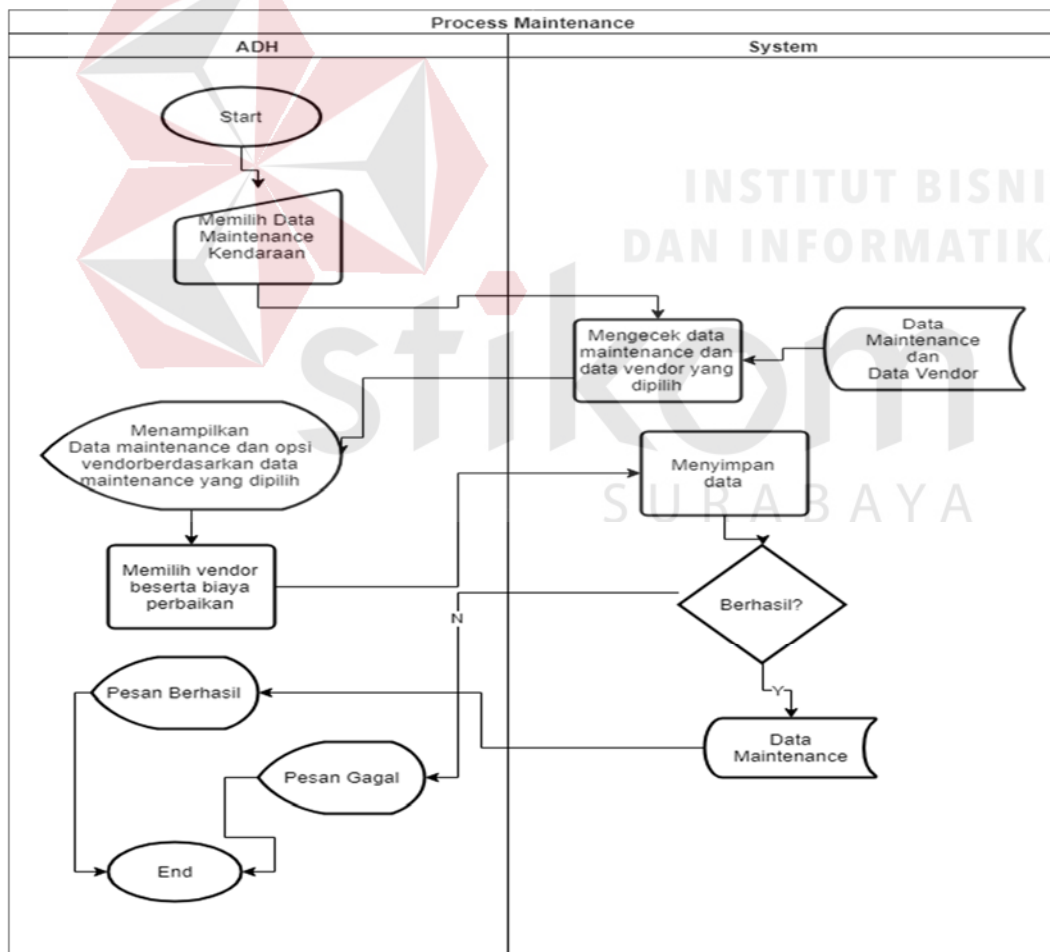 Process Maintenance
ADH
System
Start
Memilih Data
Maintenance
Kendaraan
INSTITUT BISNI
DAN INFORMATIKA
Mengecek data
maintenance dan
data vendor yang
dipilih
Data
Maintenance
dan
Data Vendor
stikom
SURABAYA
Menampilkan
Data maintenance dan opsi
vendorberdasarkan data
maintenance yang dipilih
Menyimpan
data
Memilih vendor
beserta biaya
perbaikan
Berhasil?
N
Y
Pesan Berhasil
Data
Maintenance
Pesan Gagal
End